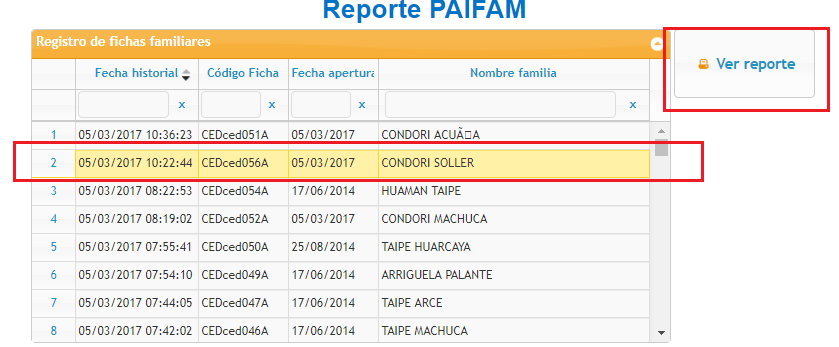 Reporte PAIFAM
Registro de fichas familiares
Ver reporte
Fecha historial Código Ficha Fecha apertura Nombre familia
x x x x
1 05/03/2017 10:36:23 CEDced051A 05/03/2017 CONDORI ACUÃ□A
2 05/03/2017 10:22:44 CEDced056A 05/03/2017 CONDORI SOLLER
3 05/03/2017 08:22:53 CEDced054A 17/06/2014 HUAMAN TAIPE
4 05/03/2017 08:19:02 CEDced052A 05/03/2017 CONDORI MACHUCA
5 05/03/2017 07:55:41 CEDced050A 25/08/2014 TAIPE HUARCAYA
6 05/03/2017 07:54:10 CEDced049A 17/06/2014 ARRIGUELA PALANTE
7 05/03/2017 07:44:05 CEDced047A 17/06/2014 TAIPE ARCE
8 05/03/2017 07:42:02 CEDced046A 17/06/2014 TAIPE MACHUCA